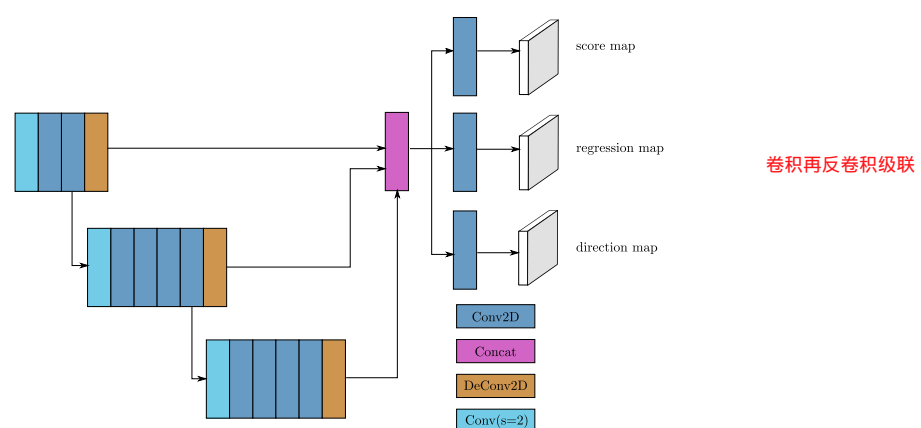 score map
regression map
卷积再反卷积级联
direction map
Conv2D
Concat
DeConv2D
Conv(s=2)